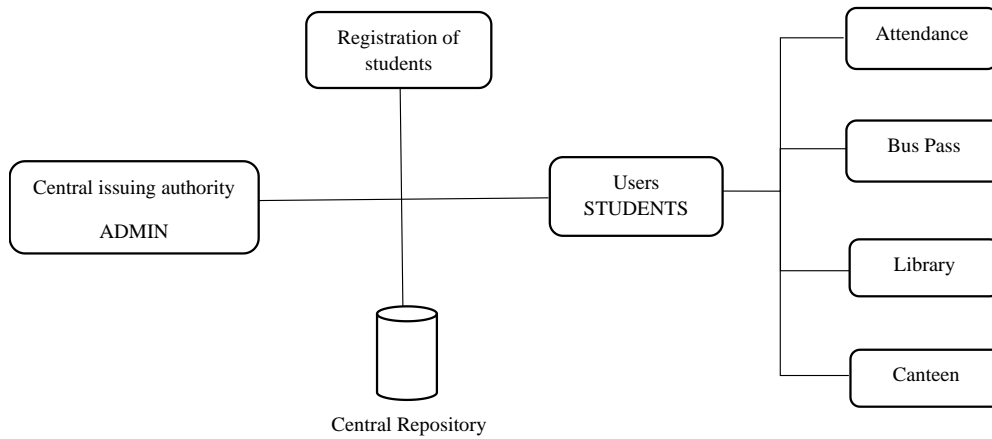 Registration of
students
Attendance
Bus Pass
Central issuing authority
ADMIN
Users
STUDENTS
Library
Canteen
Central Repository